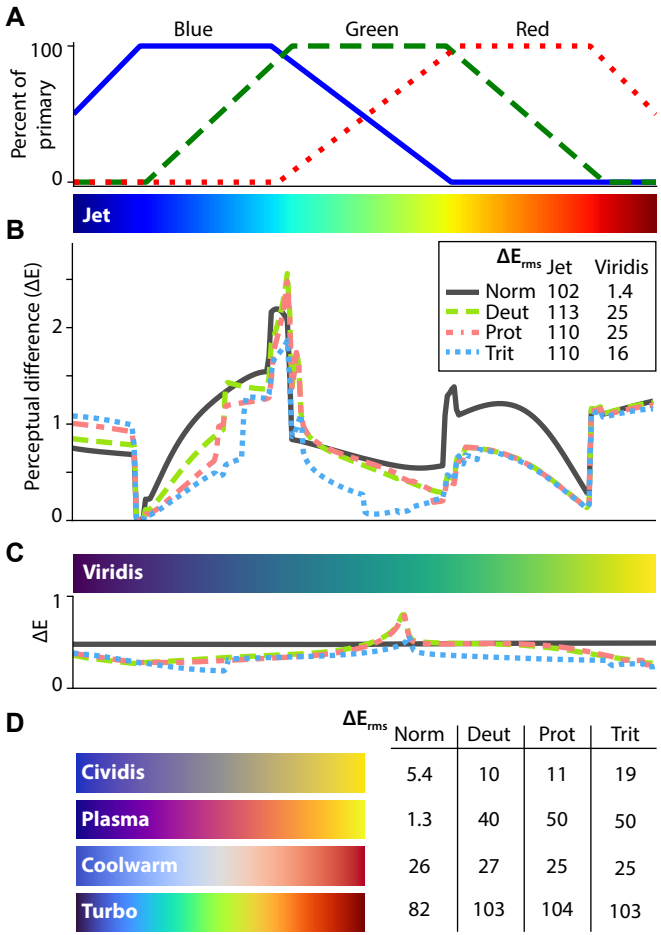 A
Blue Green Red
100
Percent of
primary
0
Jet
B
Perceptual difference (ΔE)
2
1
0
ΔErms Jet Viridis
Norm 102 1.4
Deut 113 25
Prot 110 25
Trit 110 16
C
Viridis
1
ΔE
0
D
ΔErms Norm Deut Prot Trit
Cividis 5.4 10 11 19
Plasma 1.3 40 50 50
Coolwarm 26 27 25 25
Turbo 82 103 104 103